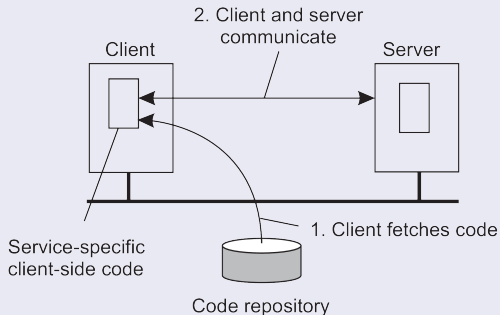 2. Client and server
communicate
Client
Server
1. Client fetches code
Service-specific
client-side code
Code repository